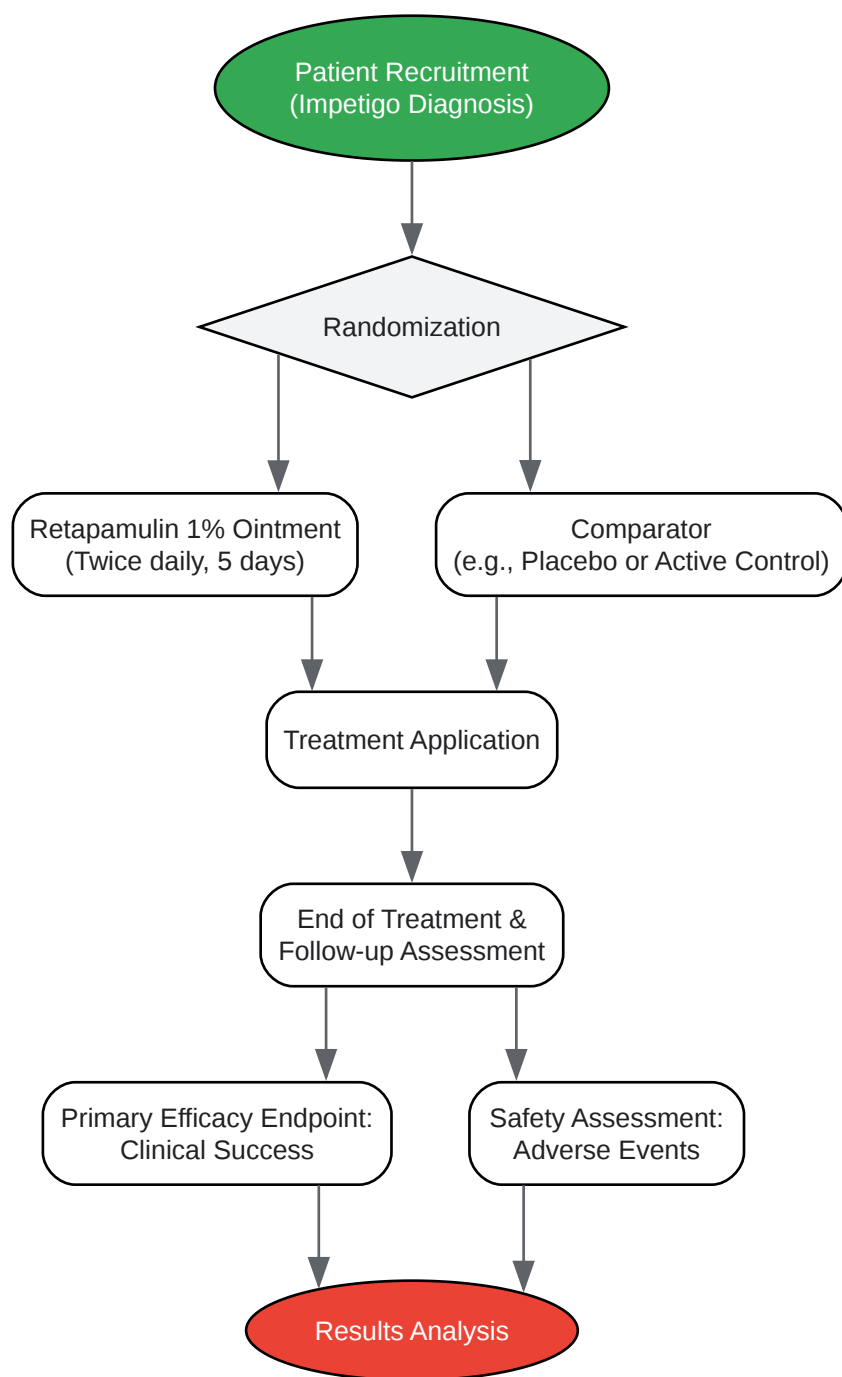 Patient Recruitment
(Impetigo Diagnosis)
Randomization
Retapamulin 1% Ointment
(Twice daily, 5 days)
Comparator
(e.g., Placebo or Active Control)
Treatment Application
End of Treatment &
Follow-up Assessment
Primary Efficacy Endpoint:
Clinical Success
Safety Assessment:
Adverse Events
Results Analysis